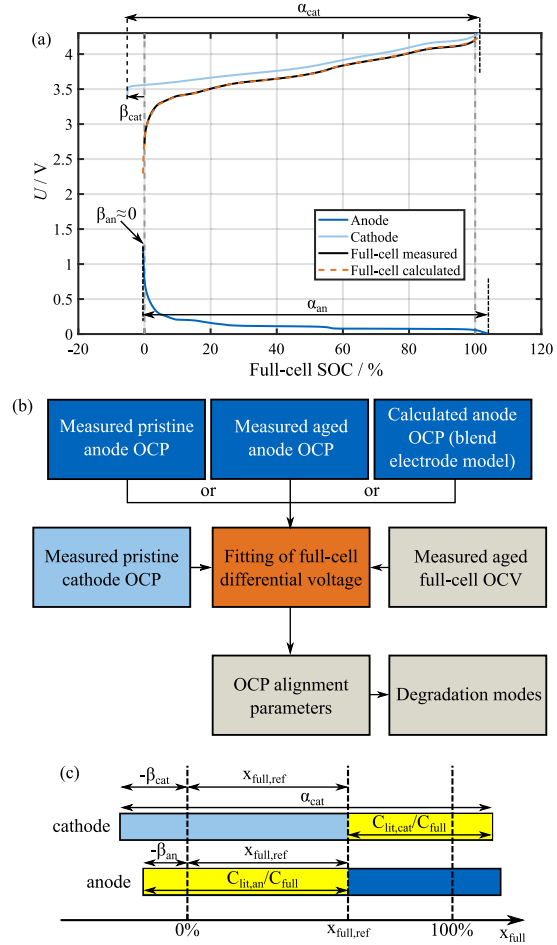 (a)
α_cat
4
3.5
3
2.5
2
1.5
1
0.5
0
U / V
β_cat
β_an≈0
Anode
Cathode
Full-cell measured
Full-cell calculated
α_an
-20
0
20
40
60
80
100
120
Full-cell SOC / %
(b)
Measured pristine
anode OCP
Measured aged
anode OCP
Calculated anode
OCP (blend
electrode model)
or
or
Measured pristine
cathode OCP
Fitting of full-cell
differential voltage
Measured aged
full-cell OCV
OCP alignment
parameters
Degradation modes
(c)
-β_cat
x_full,ref
α_cat
cathode
C_lit,cat/C_full
-β_an
x_full,ref
anode
C_lit,an/C_full
0%
x_full,ref
100%
x_full